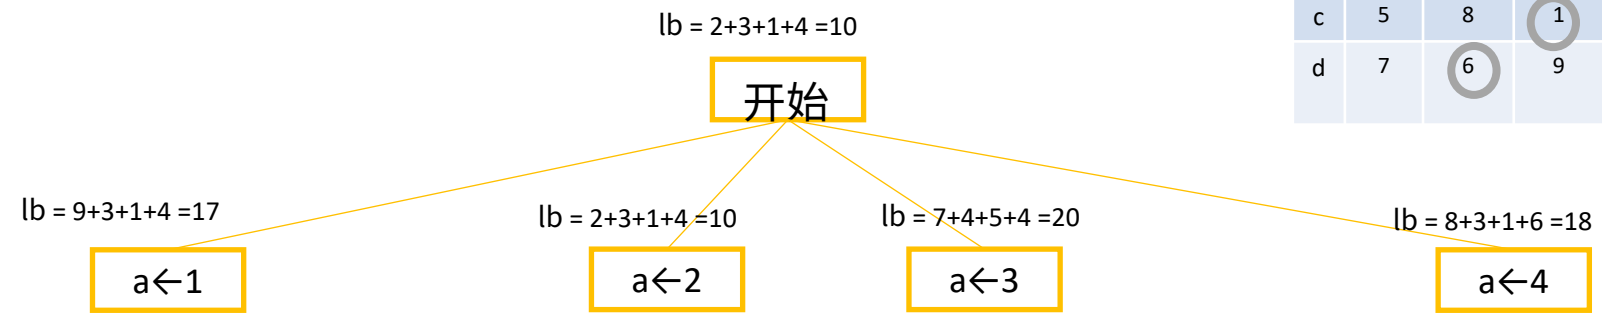 lb = 2+3+1+4 =10
c 5 8 1
d 7 6 9
开始
lb = 9+3+1+4 =17
lb = 2+3+1+4 =10
lb = 7+4+5+4 =20
lb = 8+3+1+6 =18
a←1
a←2
a←3
a←4